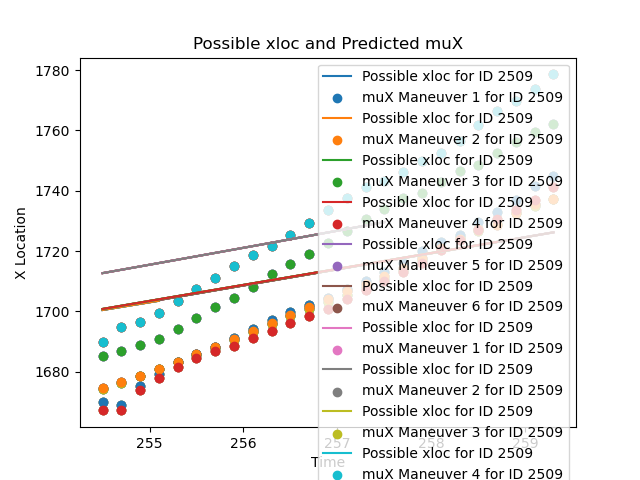 Possible xloc and Predicted muX
1780
1760
1740
1720
1700
1680
X Location
255
256
257
258
259
Time
Possible xloc for ID 2509
muX Maneuver 1 for ID 2509
Possible xloc for ID 2509
muX Maneuver 2 for ID 2509
Possible xloc for ID 2509
muX Maneuver 3 for ID 2509
Possible xloc for ID 2509
muX Maneuver 4 for ID 2509
Possible xloc for ID 2509
muX Maneuver 5 for ID 2509
Possible xloc for ID 2509
muX Maneuver 6 for ID 2509
Possible xloc for ID 2509
muX Maneuver 1 for ID 2509
Possible xloc for ID 2509
muX Maneuver 2 for ID 2509
Possible xloc for ID 2509
muX Maneuver 3 for ID 2509
Possible xloc for ID 2509
muX Maneuver 4 for ID 2509